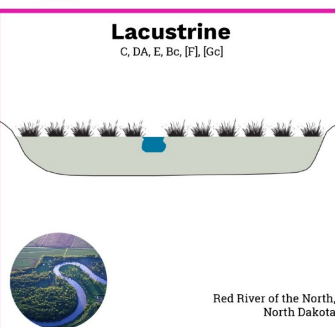 Lacustrine
C, DA, E, Bc, [F], [Gc]
Red River of the North,
North Dakota